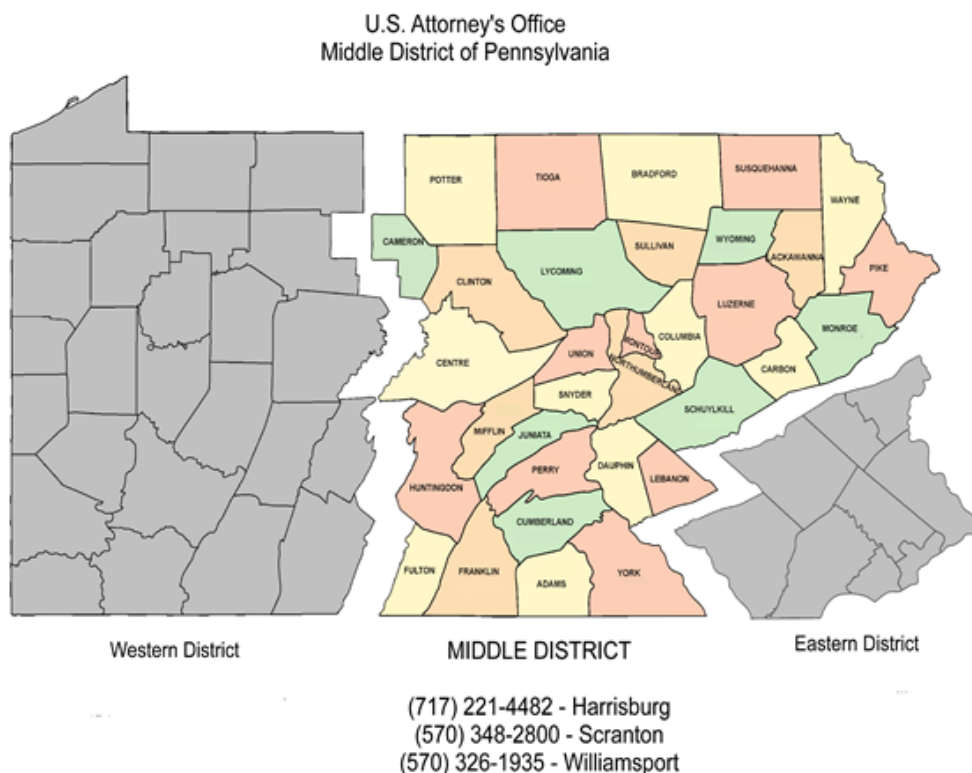 U.S. Attorney's Office
Middle District of Pennsylvania
POTTER
TIOGA
BRADFORD
SUSQUEHANNA
WAYNE
CAMERON
SULLIVAN
WYOMING
ACKAWANNA
PIKE
CLINTON
LYCOMING
LUZERNE
MONROE
CENTRE
UNION
MONTOUR
COLUMBIA
CARBON
NORTHUMBERLAND
SNYDER
SCHUYLKILL
MIFFLIN
JUNIATA
PERRY
DAUPHIN
LEBANON
HUNTINGDON
CUMBERLAND
FULTON
FRANKLIN
ADAMS
YORK
Western District
MIDDLE DISTRICT
Eastern District
(717) 221-4482 - Harrisburg
(570) 348-2800 - Scranton
(570) 326-1935 - Williamsport